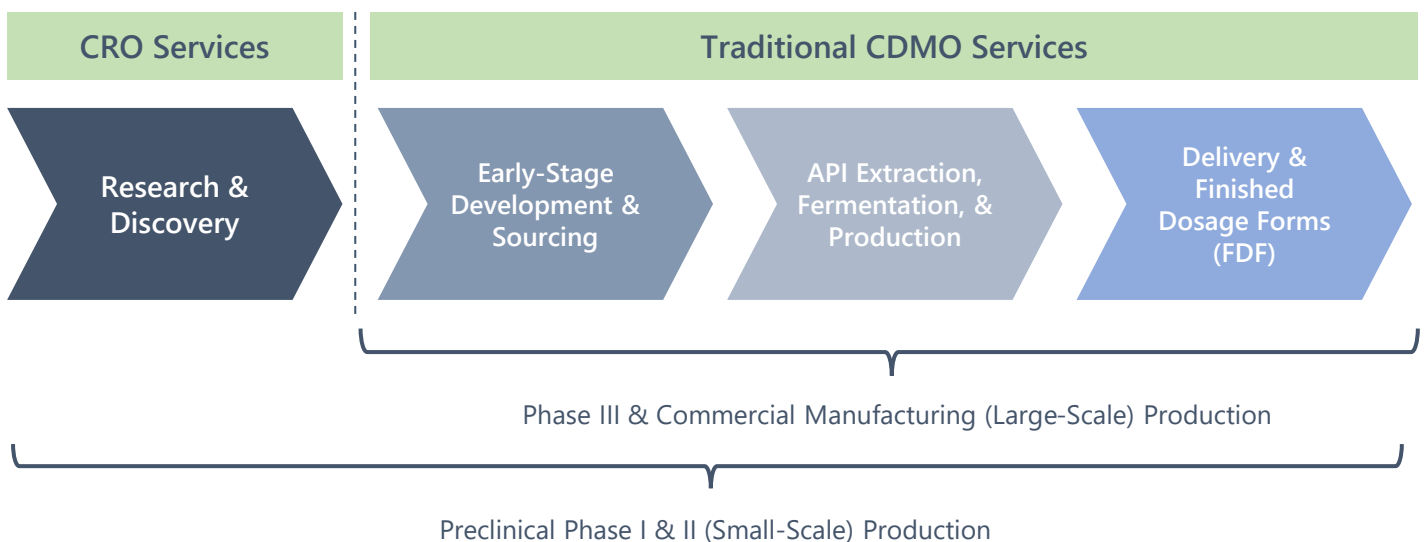 CRO Services
Traditional CDMO Services
Research &
Discovery
Early-Stage
Development &
Sourcing
API Extraction,
Fermentation, &
Production
Delivery &
Finished
Dosage Forms
(FDF)
Phase III & Commercial Manufacturing (Large-Scale) Production
Preclinical Phase I & II (Small-Scale) Production